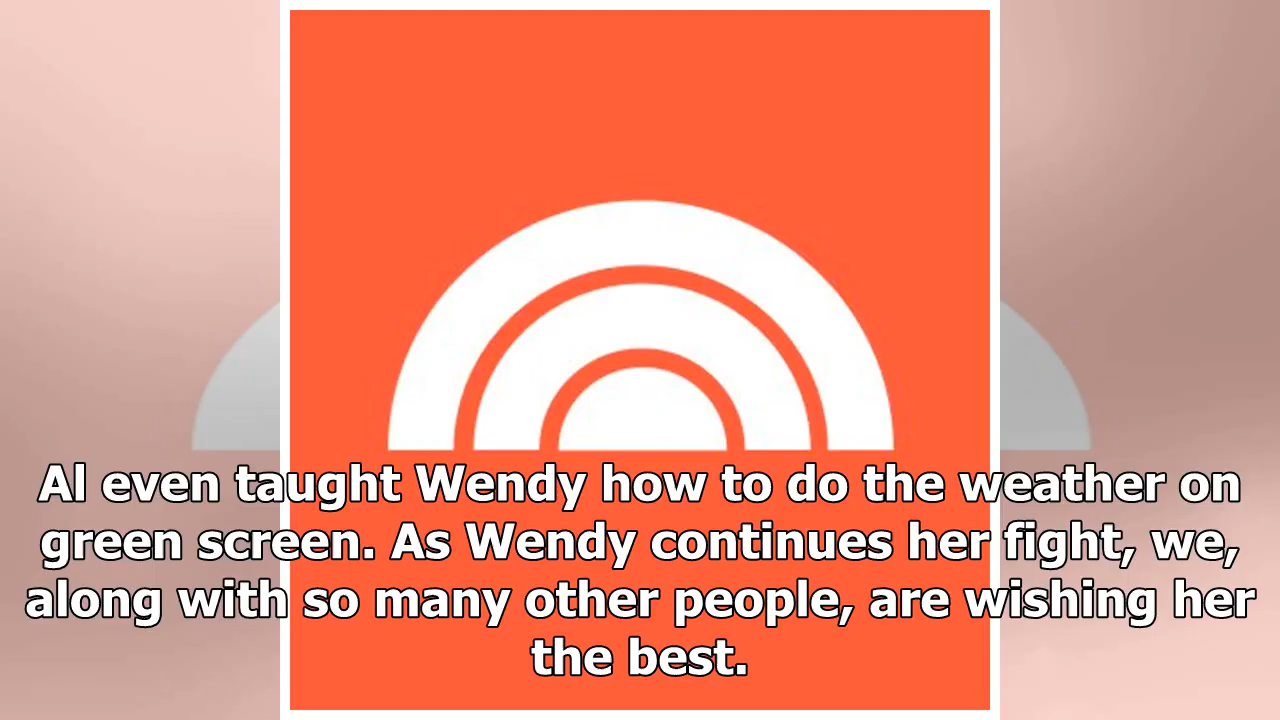 Al even taught Wendy how to do the weather on
green screen. As Wendy continues her fight, we,
along with so many other people, are wishing her
the best.